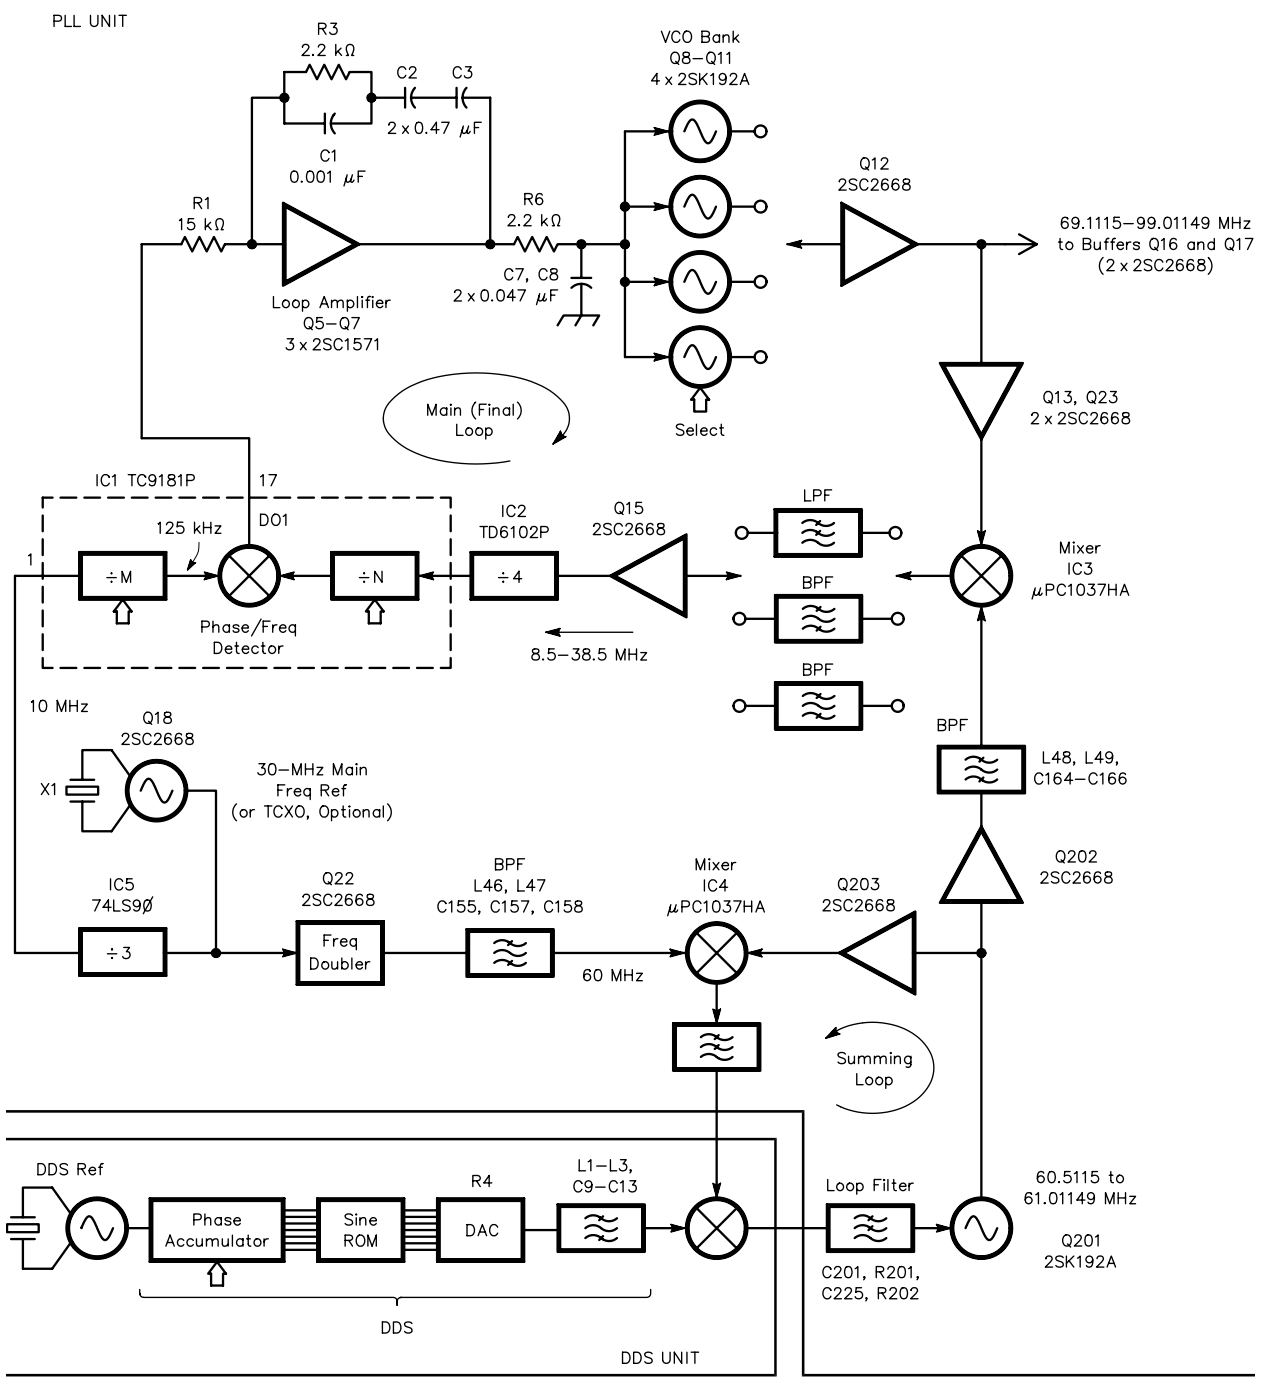 PLL UNIT
R3
2.2 kΩ
C2
C3
2 x 0.47 µF
C1
0.001 µF
R1
15 kΩ
Loop Amplifier
Q5–Q7
3 x 2SC1571
R6
2.2 kΩ
C7, C8
2 x 0.047 µF
VCO Bank
Q8–Q11
4 x 2SK192A
Select
Q12
2SC2668
69.1115–99.01149 MHz
to Buffers Q16 and Q17
(2 x 2SC2668)
Q13, Q23
2 x 2SC2668
Main (Final)
Loop
IC1 TC9181P
17
DO1
125 kHz
1
÷M
÷N
Phase/Freq
Detector
IC2
TD6102P
÷4
Q15
2SC2668
8.5–38.5 MHz
LPF
BPF
BPF
Mixer
IC3
µPC1037HA
10 MHz
Q18
2SC2668
X1
30–MHz Main
Freq Ref
(or TCXO, Optional)
BPF
L48, L49,
C164–C166
Q202
2SC2668
IC5
74LS90
÷3
Q22
2SC2668
Freq
Doubler
BPF
L46, L47
C155, C157, C158
60 MHz
Mixer
IC4
µPC1037HA
Q203
2SC2668
Summing
Loop
DDS Ref
Phase
Accumulator
Sine
ROM
R4
DAC
L1–L3,
C9–C13
DDS
DDS UNIT
Loop Filter
C201, R201,
C225, R202
60.5115 to
61.01149 MHz
Q201
2SK192A